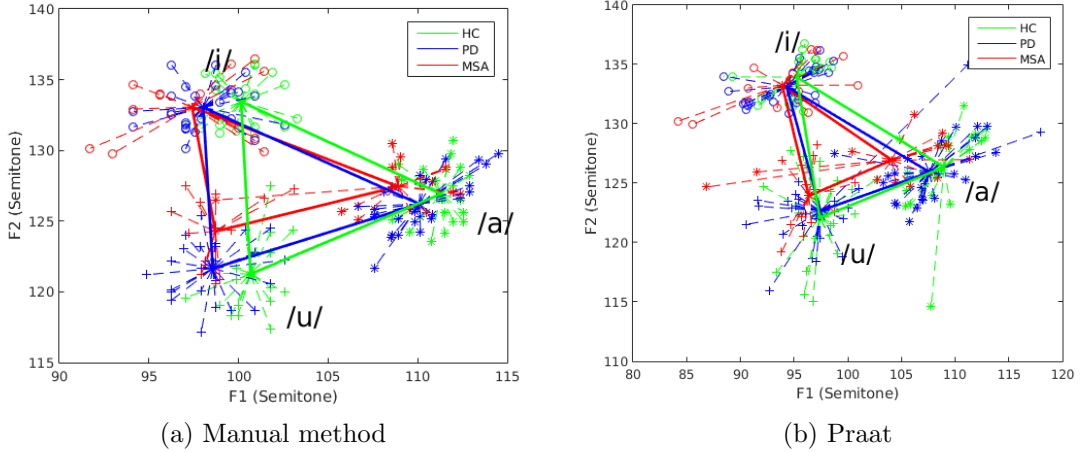 140
135
130
125
120
115
F2 (Semitone)
90 95 100 105 110 115
F1 (Semitone)
/i/
/a/
/u/
HC
PD
MSA
(a) Manual method
140
135
130
125
120
115
110
F2 (Semitone)
80 85 90 95 100 105 110 115 120
F1 (Semitone)
/i/
/a/
/u/
HC
PD
MSA
(b) Praat